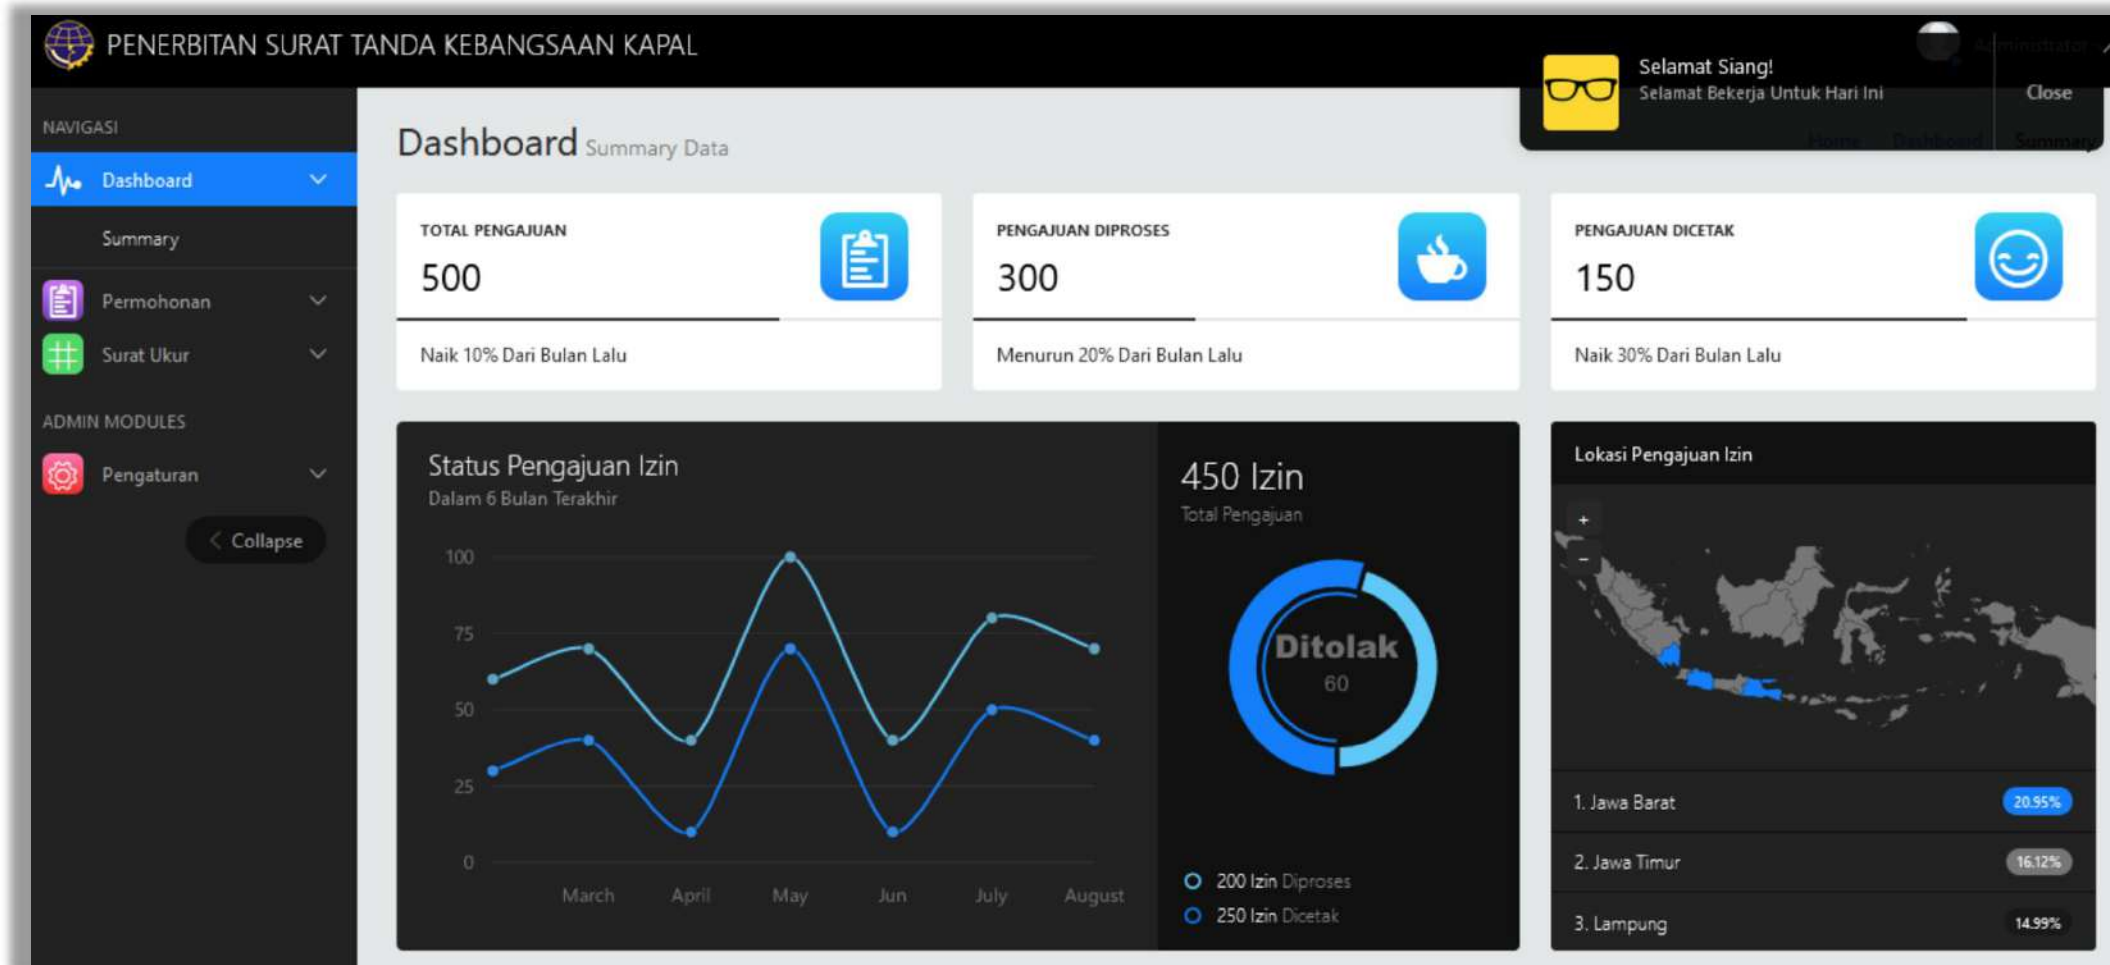 PENERBITAN SURAT TANDA KEBANGSAAN KAPAL
Administrator
Selamat Siang!
Selamat Bekerja Untuk Hari Ini
Close
NAVIGASI
Dashboard
Summary
Permohonan
Surat Ukur
ADMIN MODULES
Pengaturan
Collapse
Dashboard Summary Data
Home Dashboard Summary
TOTAL PENGAJUAN
500
Naik 10% Dari Bulan Lalu
PENGAJUAN DIPROSES
300
Menurun 20% Dari Bulan Lalu
PENGAJUAN DICETAK
150
Naik 30% Dari Bulan Lalu
Status Pengajuan Izin
Dalam 6 Bulan Terakhir
100
75
50
25
0
March April May Jun July August
450 Izin
Total Pengajuan
Ditolak
60
200 Izin Diproses
250 Izin Dicetak
Lokasi Pengajuan Izin
+
−
1. Jawa Barat 20.95%
2. Jawa Timur 16.12%
3. Lampung 14.99%